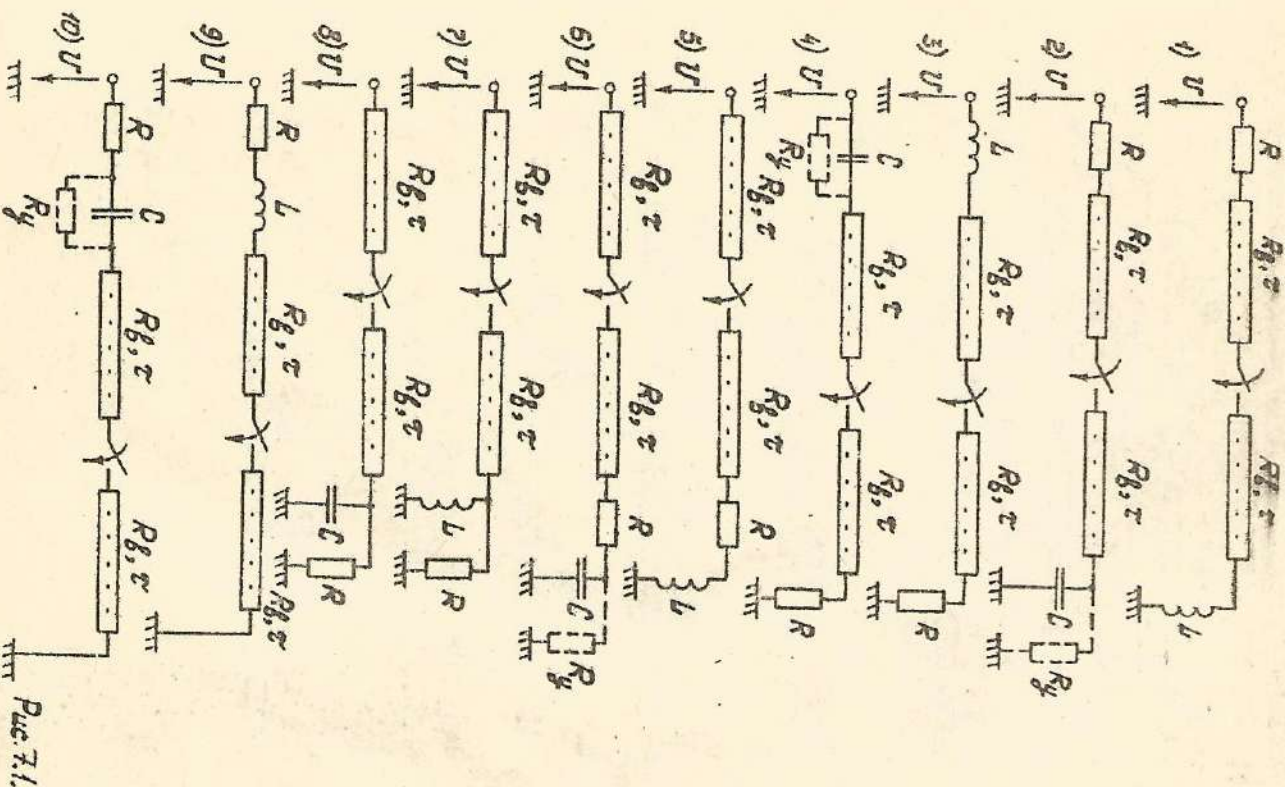 1) U R Rв, τ Rв, τ L
2) U R Rв, τ Rв, τ C Rу
3) U L Rв, τ Rв, τ R
4) U C Rу Rв, τ Rв, τ R
5) U Rв, τ Rв, τ R L
6) U Rв, τ Rв, τ R C Rу
7) U Rв, τ Rв, τ L R
8) U Rв, τ Rв, τ C R
9) U R L Rв, τ Rв, τ
10) U R C Rу Rв, τ Rв, τ
Рис. 7.1.